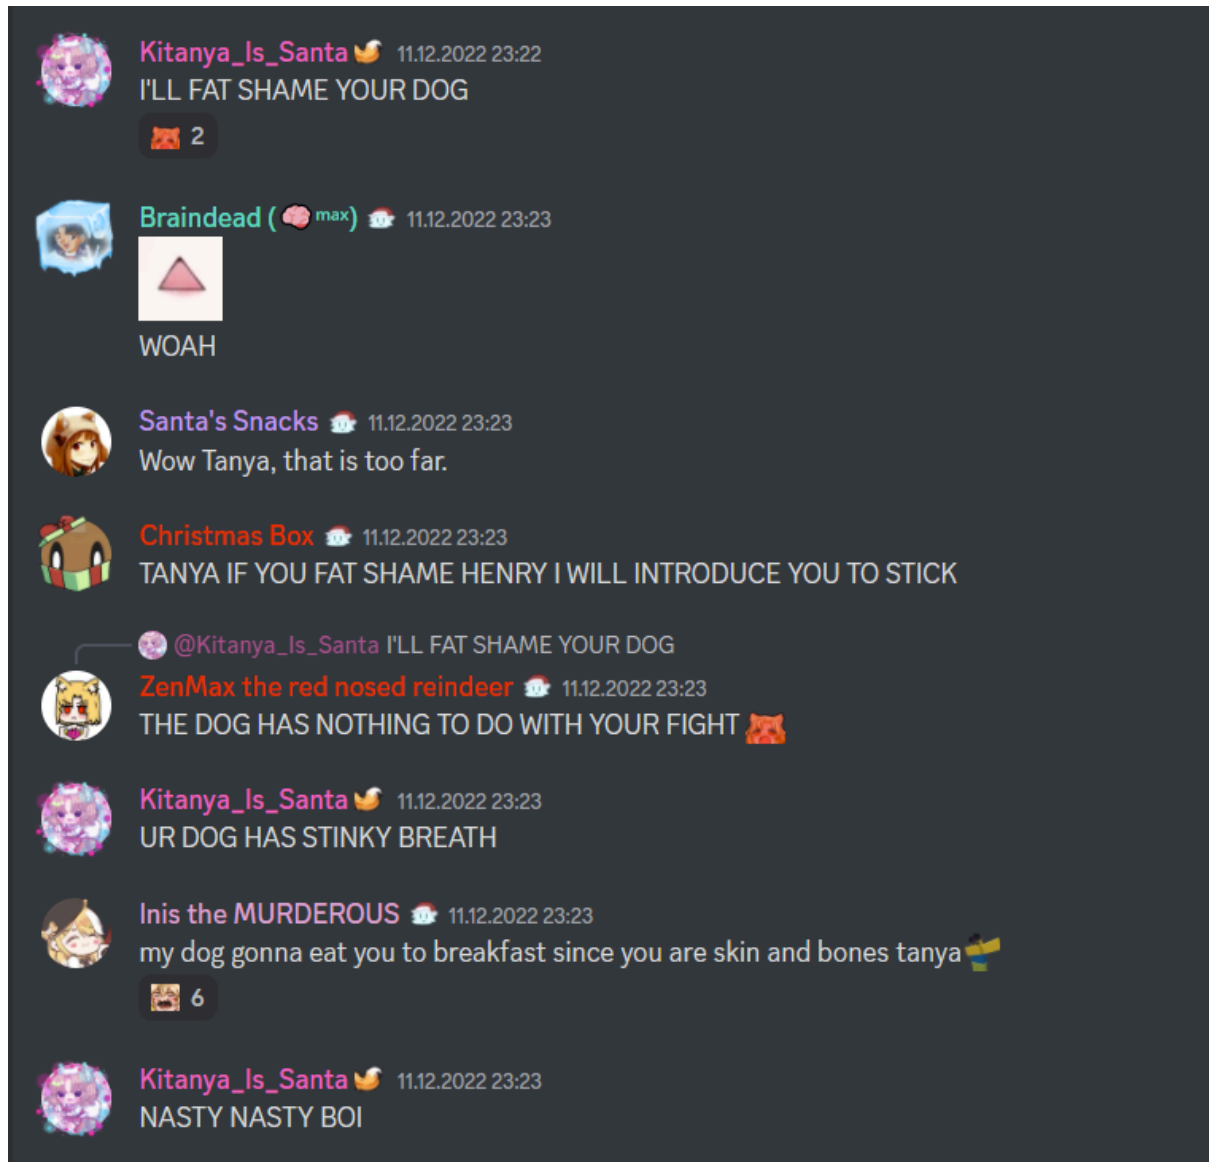 Kitanya_Is_Santa 11.12.2022 23:22
I'LL FAT SHAME YOUR DOG
2
Braindead ( max) 11.12.2022 23:23
WOAH
Santa's Snacks 11.12.2022 23:23
Wow Tanya, that is too far.
Christmas Box 11.12.2022 23:23
TANYA IF YOU FAT SHAME HENRY I WILL INTRODUCE YOU TO STICK
@Kitanya_Is_Santa I'LL FAT SHAME YOUR DOG
ZenMax the red nosed reindeer 11.12.2022 23:23
THE DOG HAS NOTHING TO DO WITH YOUR FIGHT
Kitanya_Is_Santa 11.12.2022 23:23
UR DOG HAS STINKY BREATH
Inis the MURDEROUS 11.12.2022 23:23
my dog gonna eat you to breakfast since you are skin and bones tanya
6
Kitanya_Is_Santa 11.12.2022 23:23
NASTY NASTY BOI